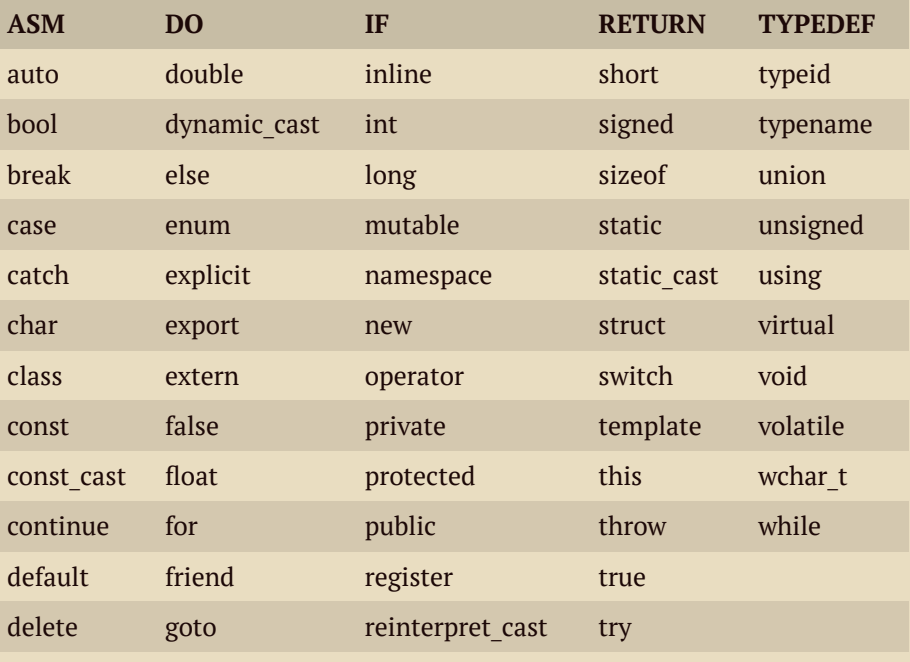 ASM DO IF RETURN TYPEDEF
auto double inline short typeid
bool dynamic_cast int signed typename
break else long sizeof union
case enum mutable static unsigned
catch explicit namespace static_cast using
char export new struct virtual
class extern operator switch void
const false private template volatile
const_cast float protected this wchar_t
continue for public throw while
default friend register true
delete goto reinterpret_cast try